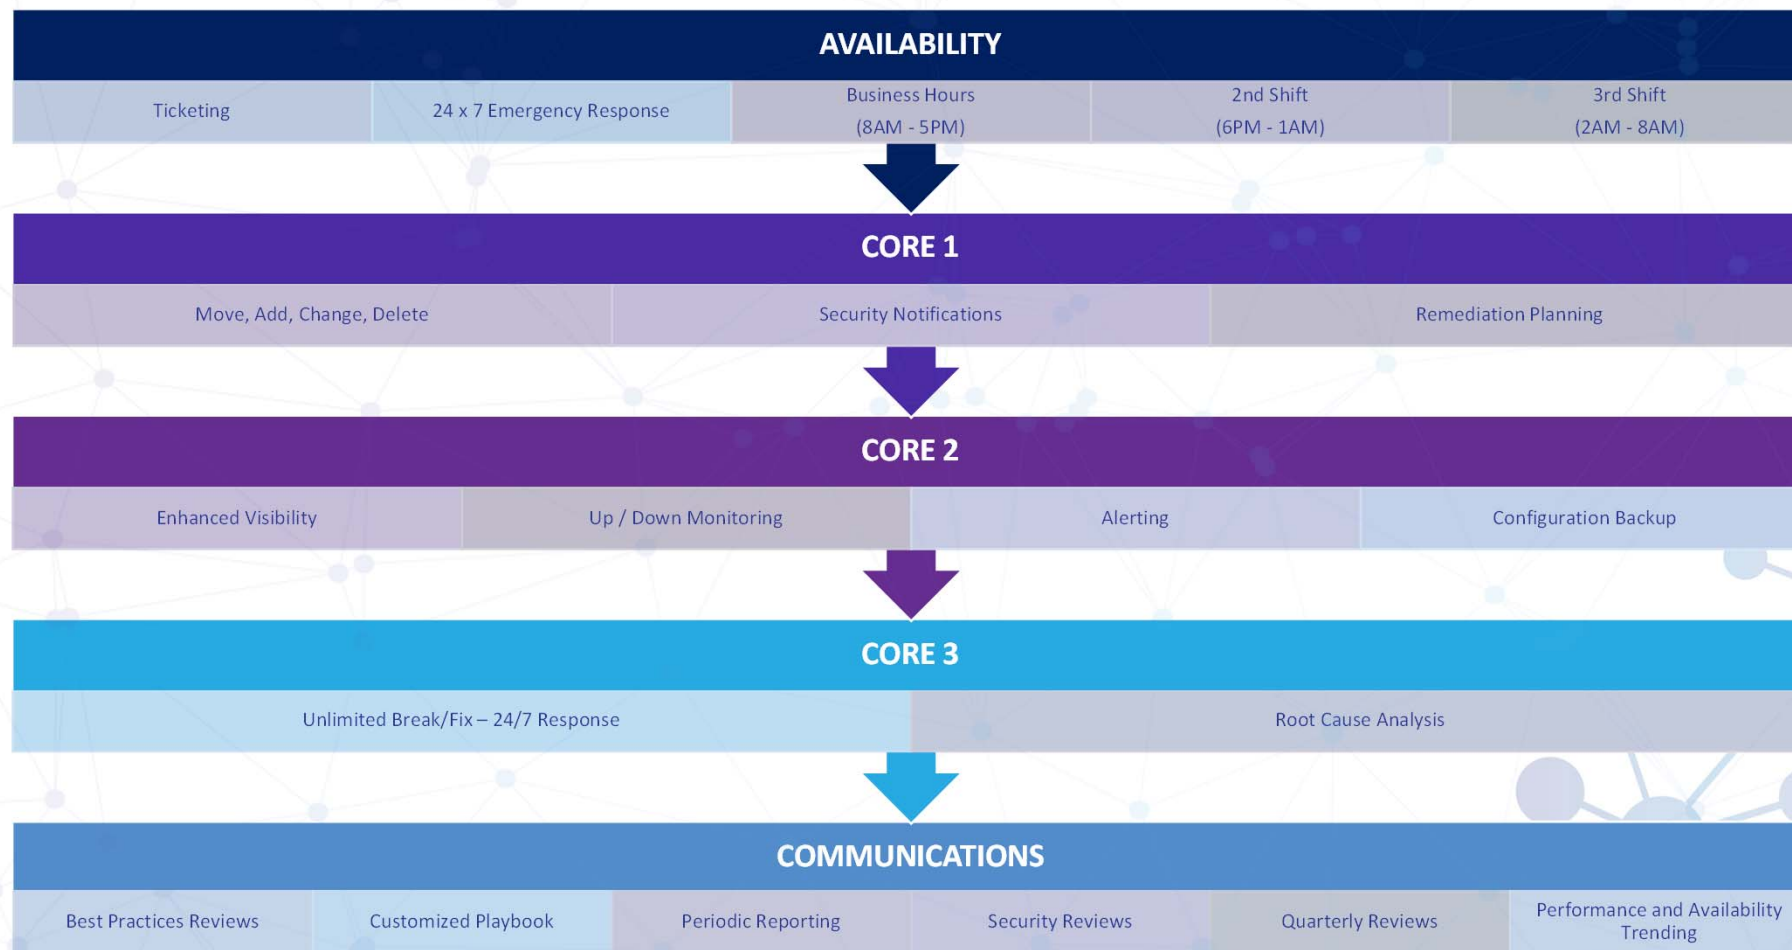 AVAILABILITY
Ticketing
24 x 7 Emergency Response
Business Hours
(8AM - 5PM)
2nd Shift
(6PM - 1AM)
3rd Shift
(2AM - 8AM)
CORE 1
Move, Add, Change, Delete
Security Notifications
Remediation Planning
CORE 2
Enhanced Visibility
Up / Down Monitoring
Alerting
Configuration Backup
CORE 3
Unlimited Break/Fix – 24/7 Response
Root Cause Analysis
COMMUNICATIONS
Best Practices Reviews
Customized Playbook
Periodic Reporting
Security Reviews
Quarterly Reviews
Performance and Availability
Trending